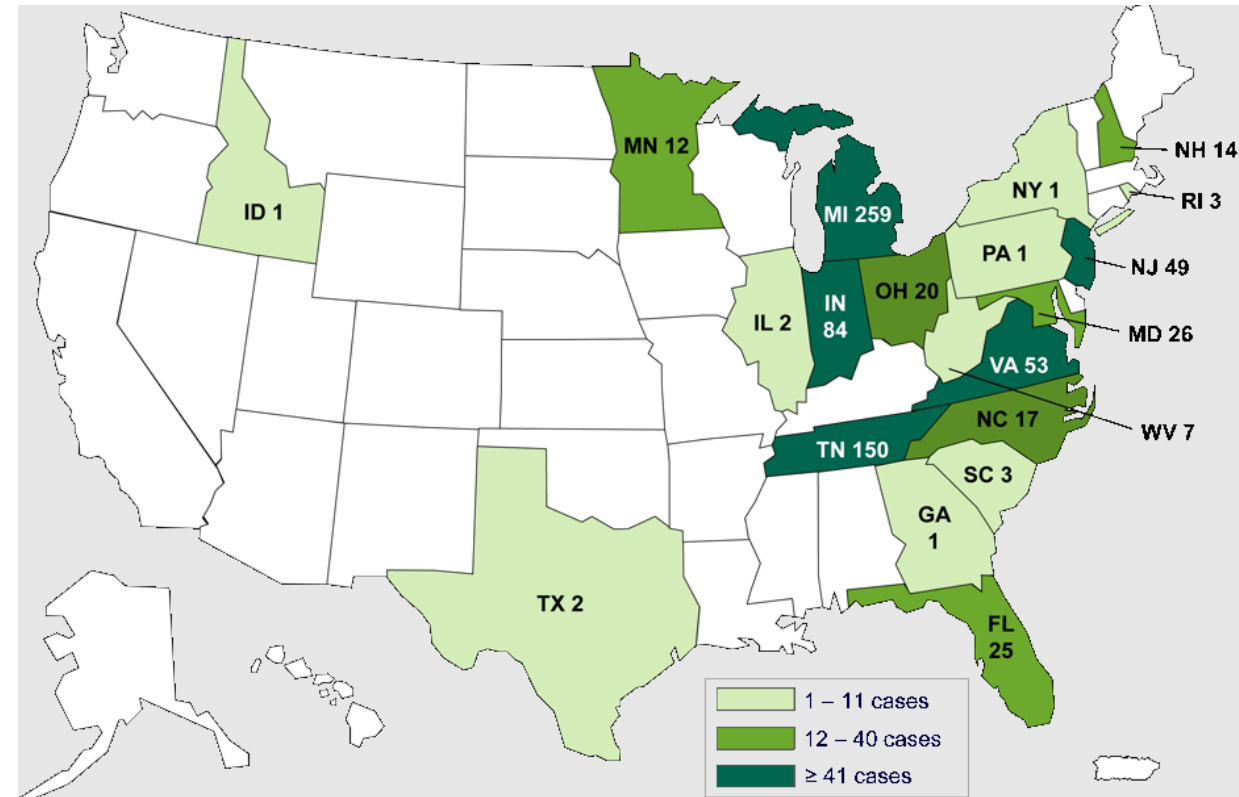 MN 12
NH 14
ID 1
NY 1
RI 3
MI 259
PA 1
NJ 49
OH 20
IN
84
IL 2
MD 26
VA 53
NC 17
WV 7
TN 150
SC 3
GA
1
TX 2
FL
25
1 – 11 cases
12 – 40 cases
≥ 41 cases